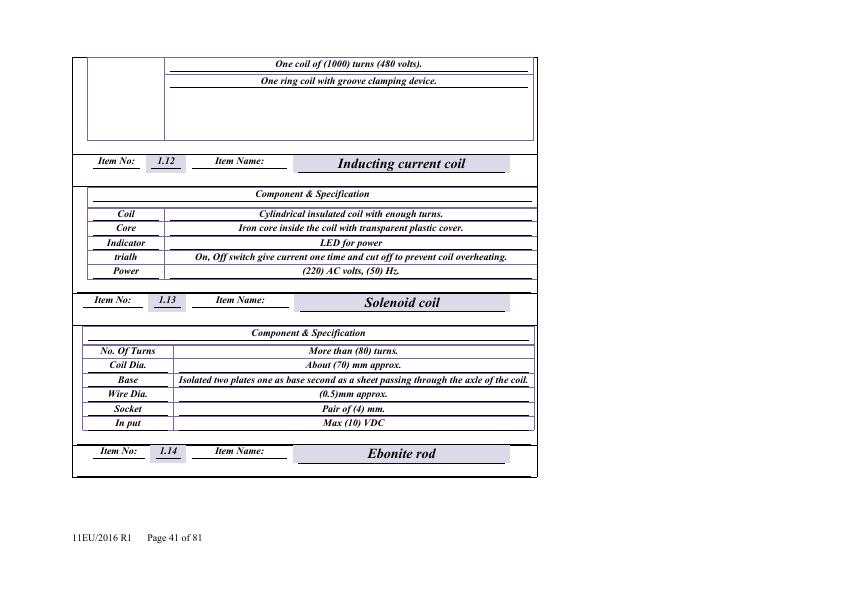 One coil of (1000) turns (480 volts).
One ring coil with groove clamping device.
Item No: 1.12 Item Name: Inducting current coil
Component & Specification
Coil Cylindrical insulated coil with enough turns.
Core Iron core inside the coil with transparent plastic cover.
Indicator LED for power
trialh On, Off switch give current one time and cut off to prevent coil overheating.
Power (220) AC volts, (50) Hz.
Item No: 1.13 Item Name: Solenoid coil
Component & Specification
No. Of Turns More than (80) turns.
Coil Dia. About (70) mm approx.
Base Isolated two plates one as base second as a sheet passing through the axle of the coil.
Wire Dia. (0.5)mm approx.
Socket Pair of (4) mm.
In put Max (10) VDC
Item No: 1.14 Item Name: Ebonite rod
11EU/2016 R1 Page 41 of 81